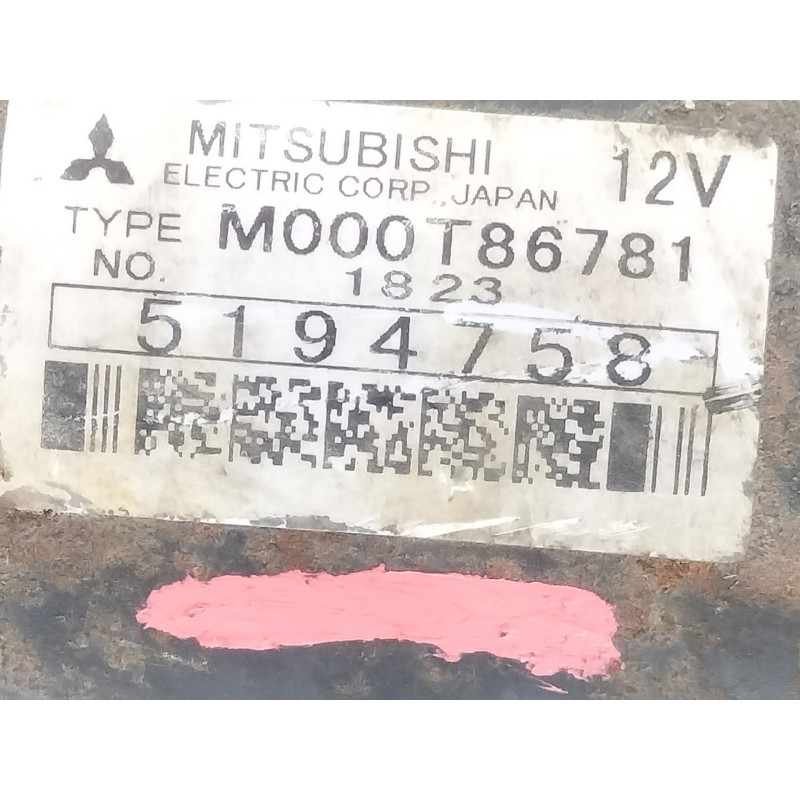 MITSUBISHI 12V
ELECTRIC CORP., JAPAN
TYPE M000T86781
NO. 1823
5194758